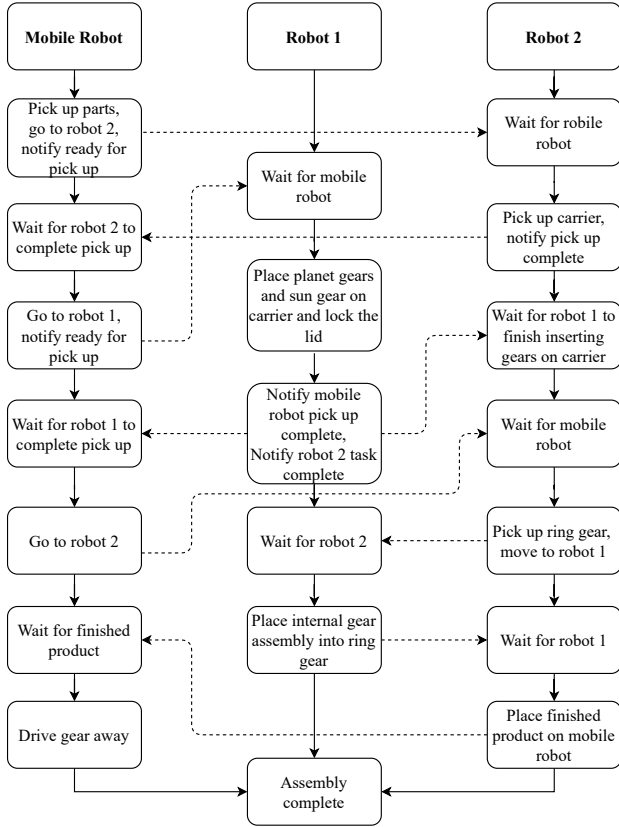 Mobile Robot
Robot 1
Robot 2
Pick up parts,
go to robot 2,
notify ready for
pick up
Wait for robile
robot
Wait for mobile
robot
Wait for robot 2 to
complete pick up
Pick up carrier,
notify pick up
complete
Place planet gears
and sun gear on
carrier and lock the
lid
Go to robot 1,
notify ready for
pick up
Wait for robot 1 to
finish inserting
gears on carrier
Notify mobile
robot pick up
complete,
Notify robot 2 task
complete
Wait for robot 1 to
complete pick up
Wait for mobile
robot
Go to robot 2
Wait for robot 2
Pick up ring gear,
move to robot 1
Wait for finished
product
Place internal gear
assembly into ring
gear
Wait for robot 1
Drive gear away
Place finished
product on mobile
robot
Assembly
complete